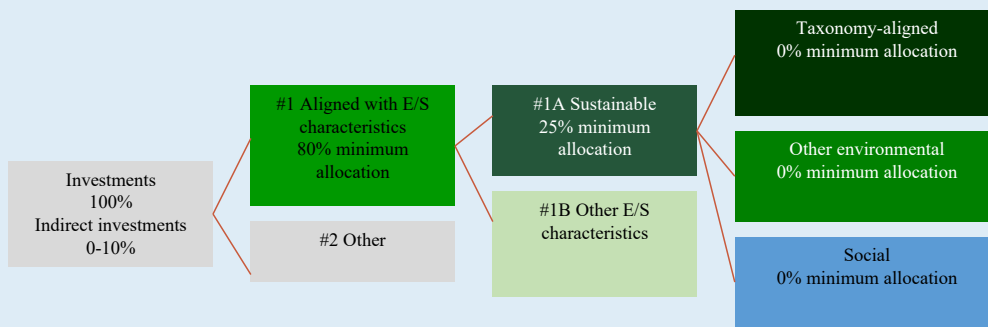 Investments
100%
Indirect investments
0-10%
#1 Aligned with E/S
characteristics
80% minimum
allocation
#2 Other
#1A Sustainable
25% minimum
allocation
#1B Other E/S
characteristics
Taxonomy-aligned
0% minimum allocation
Other environmental
0% minimum allocation
Social
0% minimum allocation